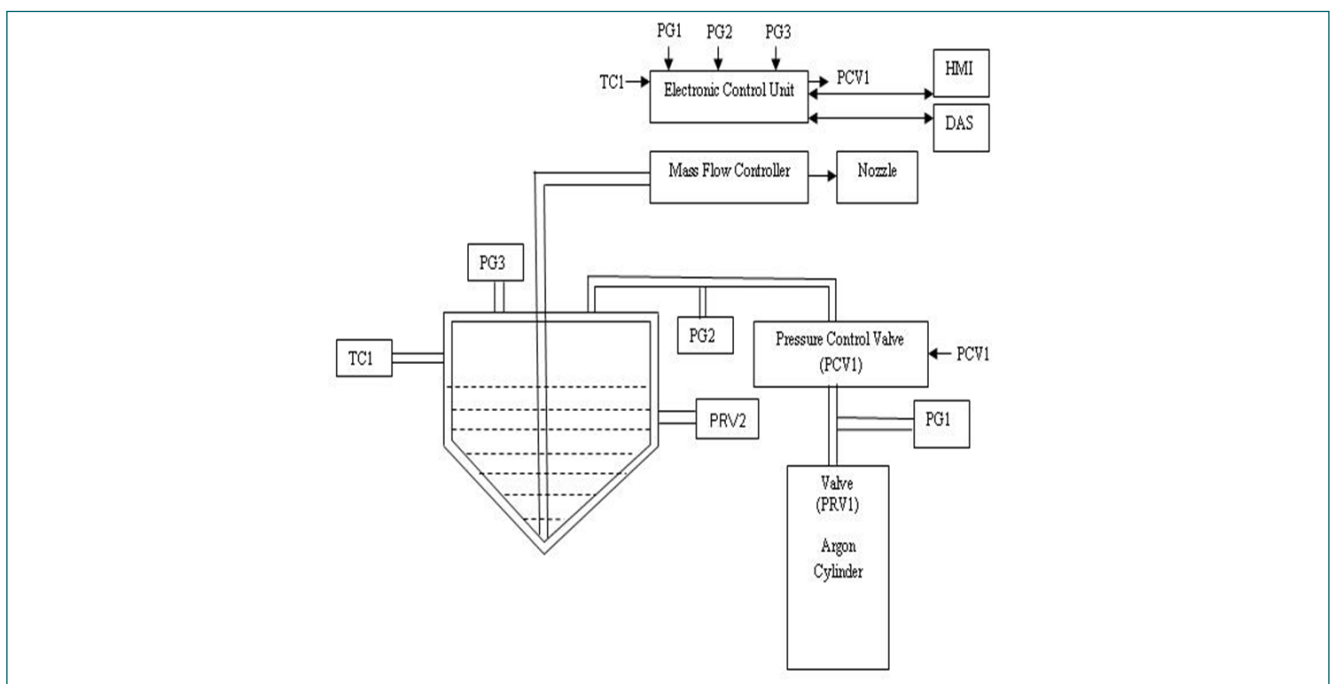 PG1 PG2 PG3
TC1
Electronic Control Unit
PCV1
HMI
DAS
Mass Flow Controller
Nozzle
PG3
PG2
Pressure Control Valve
(PCV1)
PCV1
TC1
PRV2
PG1
Valve
(PRV1)
Argon
Cylinder